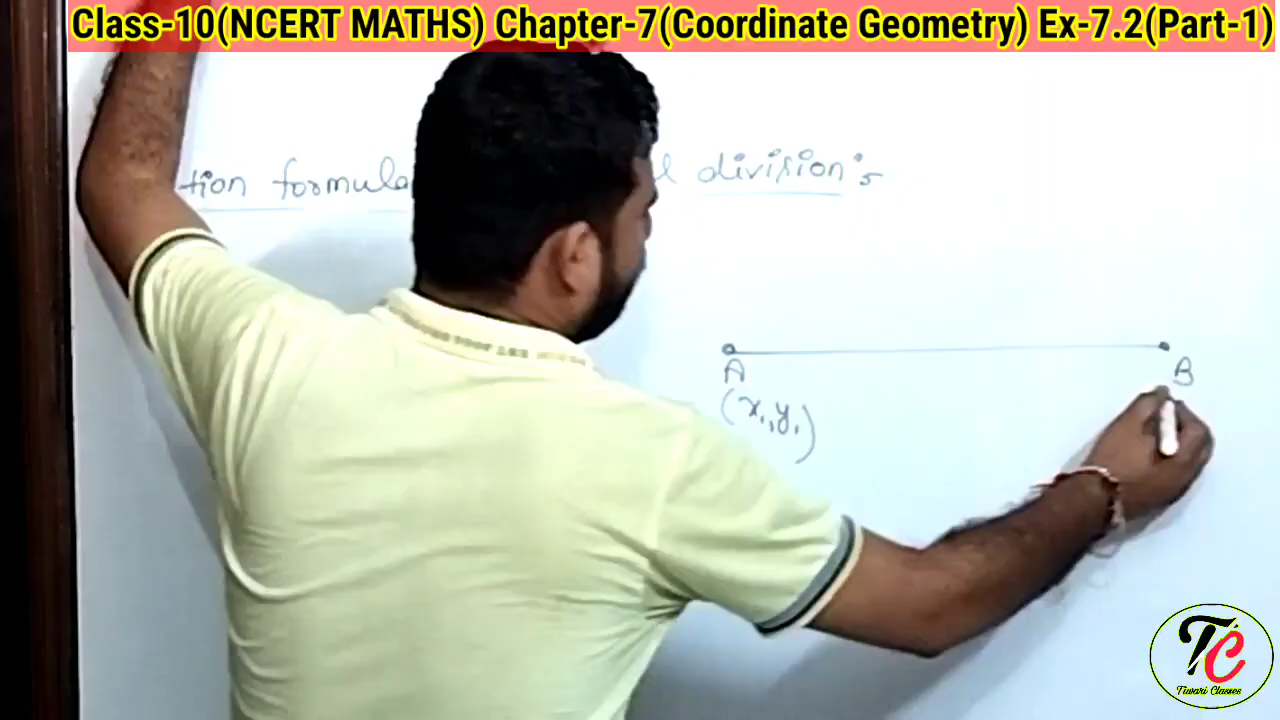 Class-10(NCERT MATHS) Chapter-7(Coordinate Geometry) Ex-7.2(Part-1)
tion formula division's
A B
(x₁,y₁)
TC
Tiwari Classes